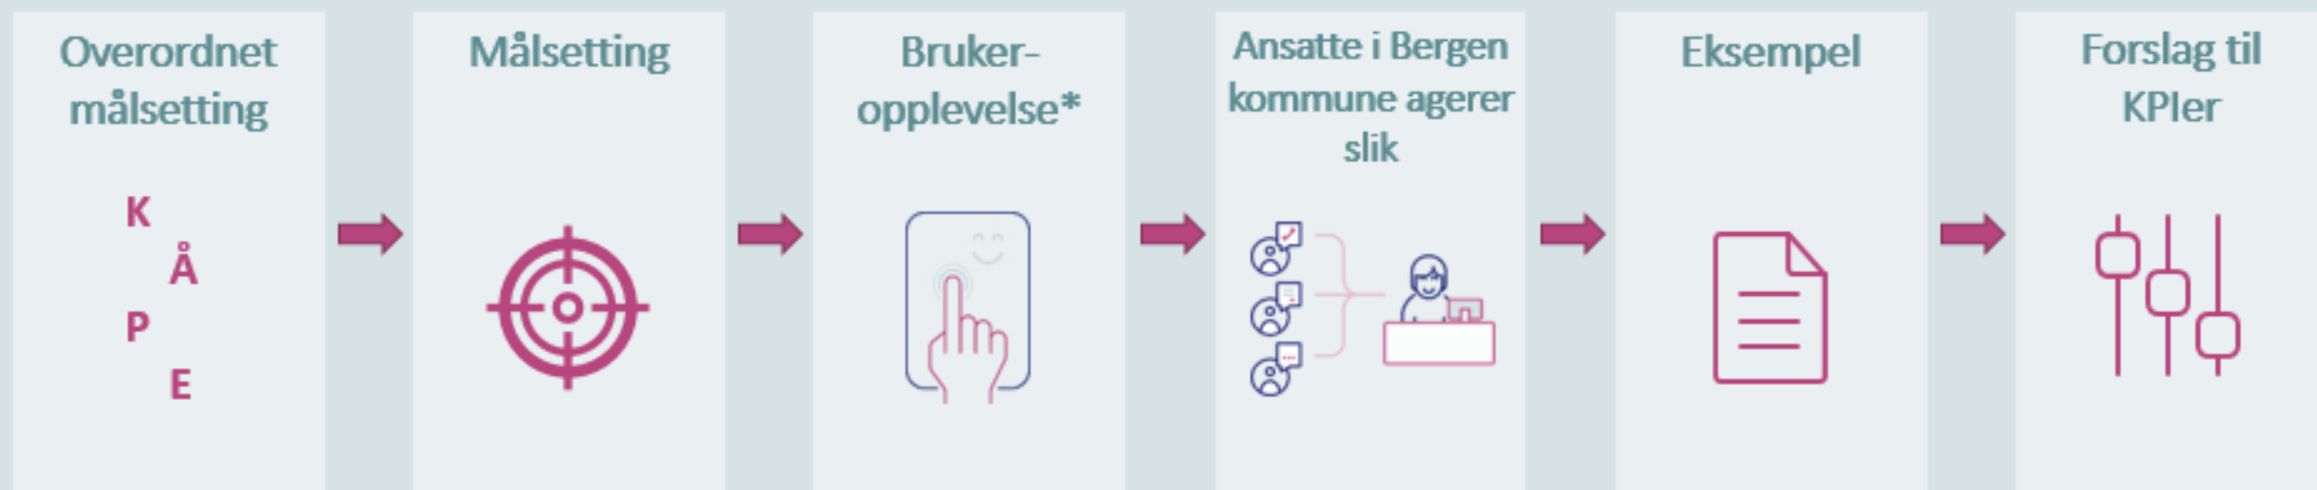 Overordnet
målsetting
K
Å
P
E
Målsetting
Bruker-
opplevelse*
Ansatte i Bergen
kommune agerer
slik
Eksempel
Forslag til
KPIer